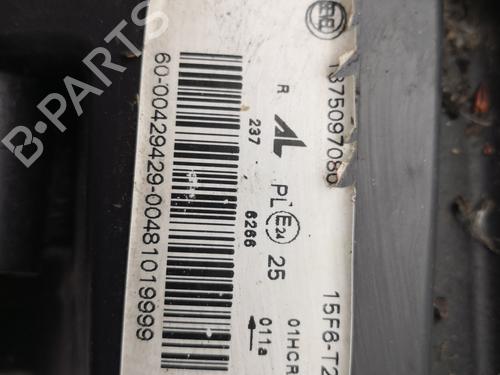 1375097080
R AL PL E24 25
237 6266
15F6-T2
01HCR
011a
60-00429429-00481019999
B-PARTS